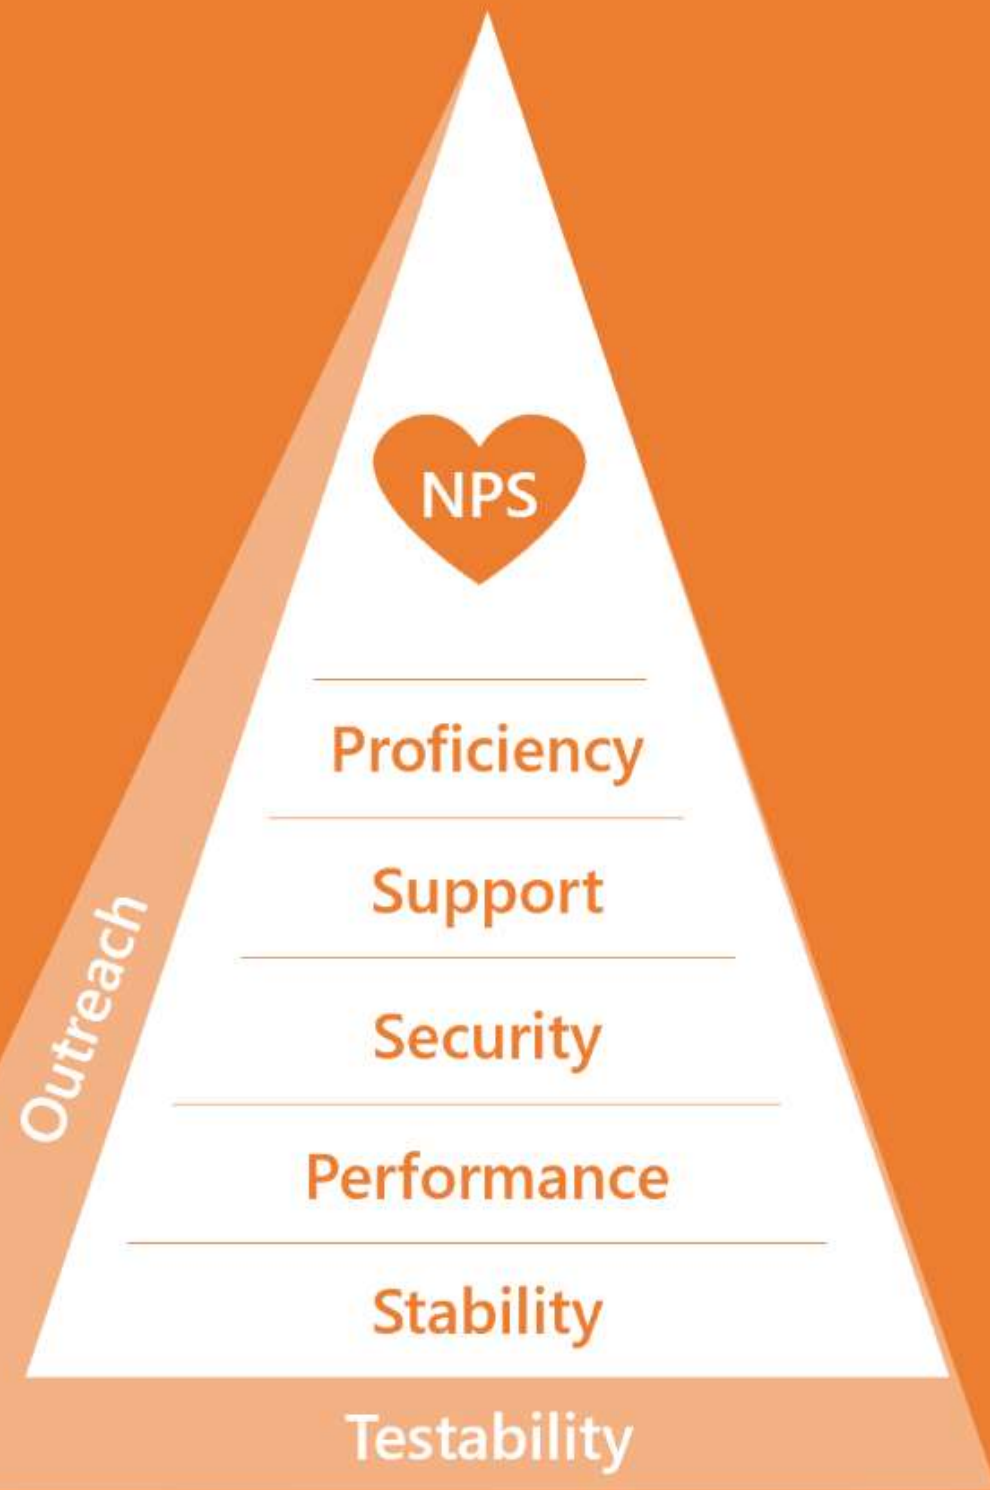 NPS
Proficiency
Support
Security
Performance
Stability
Outreach
Testability